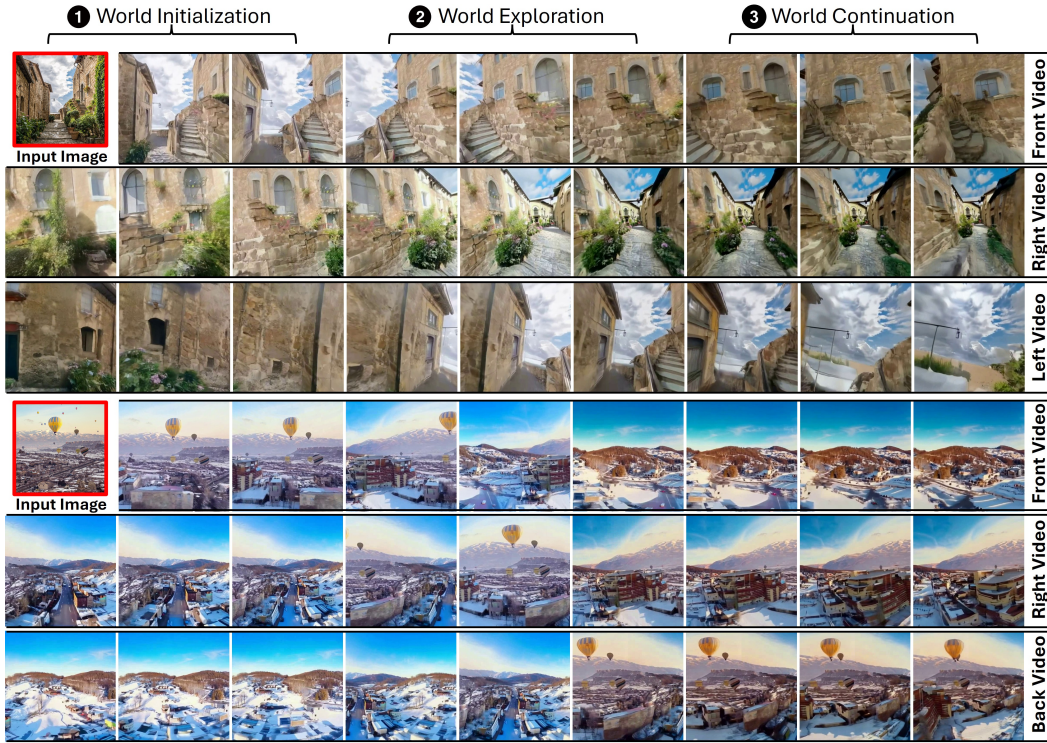 1 World Initialization
2 World Exploration
3 World Continuation
Input Image
Front Video
Right Video
Left Video
Input Image
Front Video
Right Video
Back Video